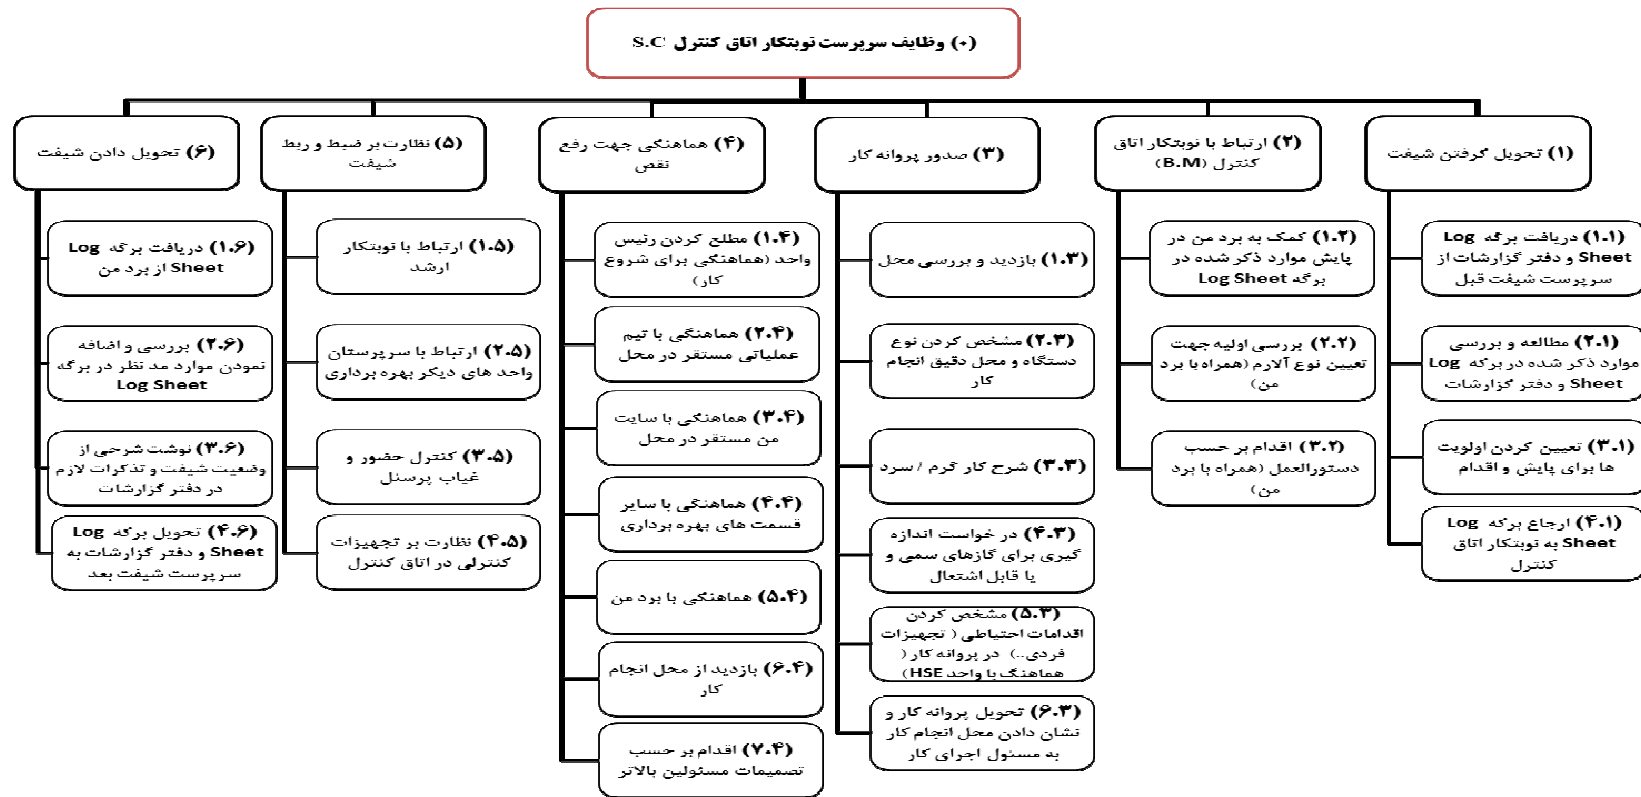 (۰) وظایف سرپرست نوبتکار اتاق کنترل S.C
(۱) تحویل گرفتن شیفت
(۱.۱) دریافت برگه Log
Sheet و دفتر گزارشات از
سرپرست شیفت قبل
(۲.۱) مطالعه و بررسی
موارد ذکر شده در برگه Log
Sheet و دفتر گزارشات
(۳.۱) تعیین کردن اولویت
ها برای پایش و اقدام
(۴.۱) ارجاع برگه Log
Sheet به نوبتکار اتاق
کنترل
(۲) ارتباط با نوبتکار اتاق
کنترل (B.M)
(۱.۲) کمک به برد من در
پایش موارد ذکر شده در
برگه Log Sheet
(۲.۲) بررسی اولیه جهت
تعیین نوع آلارم (همراه با برد
من)
(۳.۲) اقدام بر حسب
دستورالعمل (همراه با برد
من)
(۳) صدور پروانه کار
(۱.۳) بازدید و بررسی محل
(۲.۳) مشخص کردن نوع
دستگاه و محل دقیق انجام
کار
(۳.۳) شرح کار گرم / سرد
(۴.۳) در خواست اندازه
گیری برای گازهای سمی و
یا قابل اشتعال
(۵.۳) مشخص کردن
اقدامات احتیاطی ( تجهیزات
فردی..) در پروانه کار (
هماهنگ با واحد HSE)
(۶.۳) تحویل پروانه کار و
نشان دادن محل انجام کار
به مسئول اجرای کار
(۴) هماهنگی جهت رفع
نقص
(۱.۴) مطلع کردن رئیس
واحد (هماهنگی برای شروع
کار)
(۲.۴) هماهنگی با تیم
عملیاتی مستقر در محل
(۳.۴) هماهنگی با سایت
من مستقر در محل
(۴.۴) هماهنگی با سایر
قسمت های بهره برداری
(۵.۴) هماهنگی با برد من
(۶.۴) بازدید از محل انجام
کار
(۷.۴) اقدام بر حسب
تصمیمات مسئولین بالاتر
(۵) نظارت بر ضبط و ربط
شیفت
(۱.۵) ارتباط با نوبتکار
ارشد
(۲.۵) ارتباط با سرپرستان
واحد های دیگر بهره برداری
(۳.۵) کنترل حضور و
غیاب پرسنل
(۴.۵) نظارت بر تجهیزات
کنترلی در اتاق کنترل
(۶) تحویل دادن شیفت
(۱.۶) دریافت برگه Log
Sheet از برد من
(۲.۶) بررسی و اضافه
نمودن موارد مد نظر در برگه
Log Sheet
(۳.۶) نوشت شرحی از
وضعیت شیفت و تذکرات لازم
در دفتر گزارشات
(۴.۶) تحویل برگه Log
Sheet و دفتر گزارشات به
سرپرست شیفت بعد